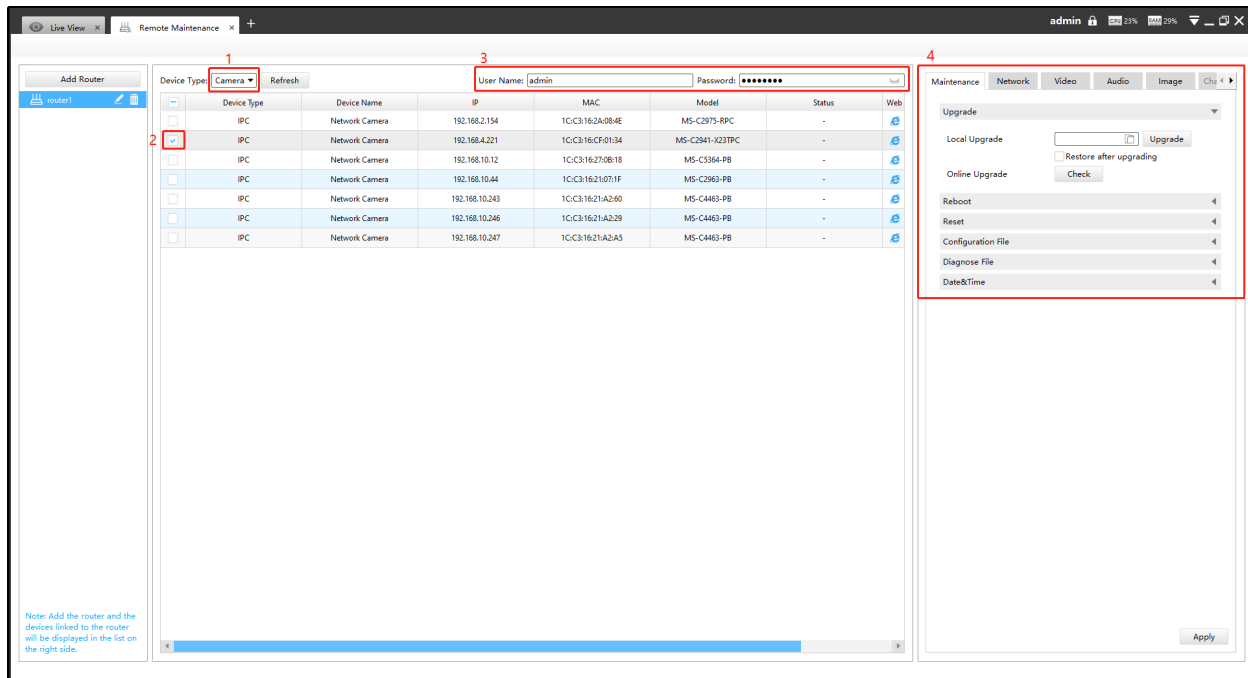 Live View × Remote Maintenance × + admin CPU 23% RAM 29%
1 3 4
Add Router Device Type: Camera Refresh User Name: admin Password: ●●●●●●●● Maintenance Network Video Audio Image Cha
router1 Device Type Device Name IP MAC Model Status Web
Upgrade
IPC Network Camera 192.168.2.154 1C:C3:16:2A:08:4E MS-C2975-RPC - 
2 IPC Network Camera 192.168.4.221 1C:C3:16:CF:01:34 MS-C2941-X23TPC - Local Upgrade Upgrade
IPC Network Camera 192.168.10.12 1C:C3:16:27:0B:18 MS-C5364-PB - Restore after upgrading
IPC Network Camera 192.168.10.44 1C:C3:16:21:07:1F MS-C2963-PB - Online Upgrade Check
IPC Network Camera 192.168.10.243 1C:C3:16:21:A2:60 MS-C4463-PB - Reboot
IPC Network Camera 192.168.10.246 1C:C3:16:21:A2:29 MS-C4463-PB - Reset
IPC Network Camera 192.168.10.247 1C:C3:16:21:A2:A5 MS-C4463-PB - Configuration File
Diagnose File
Date&Time
Note: Add the router and the
devices linked to the router
will be displayed in the list on
the right side.
Apply